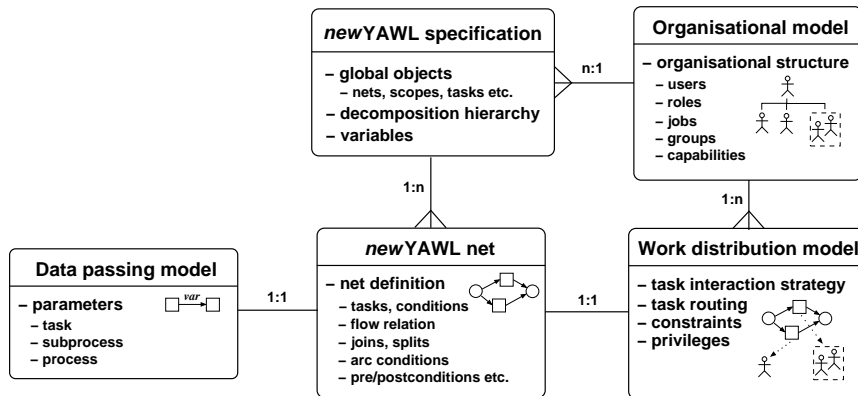 newYAWL specification
– global objects
– nets, scopes, tasks etc.
– decomposition hierarchy
– variables
n:1
Organisational model
– organisational structure
– users
– roles
– jobs
– groups
– capabilities
1:n
1:n
Data passing model
– parameters
var
– task
– subprocess
– process
1:1
newYAWL net
– net definition
– tasks, conditions
– flow relation
– joins, splits
– arc conditions
– pre/postconditions etc.
1:1
Work distribution model
– task interaction strategy
– task routing
– constraints
– privileges